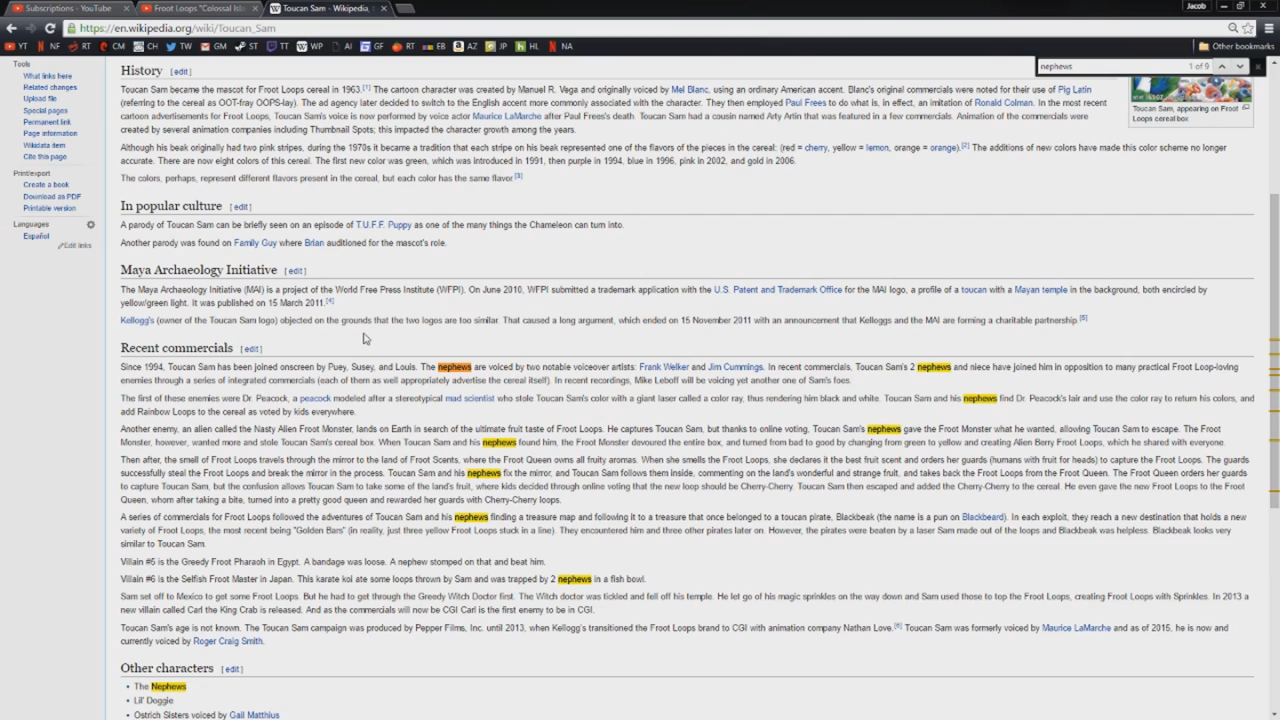 Subscriptions - YouTube
Froot Loops "Colossal Isl
Toucan Sam - Wikipedia,
Jacob
https://en.wikipedia.org/wiki/Toucan_Sam
YT NF RT CM CH TW GM ST TT WP AI GF RT EB AZ JP HL NA Other bookmarks
nephews 1 of 9
Tools
What links here
Related changes
Upload file
Special pages
Permanent link
Page information
Wikidata item
Cite this page
Print/export
Create a book
Download as PDF
Printable version
Languages
Español
Edit links
History [edit]
Toucan Sam became the mascot for Froot Loops cereal in 1963.[1] The cartoon character was created by Manuel R. Vega and originally voiced by Mel Blanc, using an ordinary American accent. Blanc's original commercials were noted for their use of Pig Latin
(referring to the cereal as OOT-fray OOPS-lay). The ad agency later decided to switch to the English accent more commonly associated with the character. They then employed Paul Frees to do what is, in effect, an imitation of Ronald Colman. In the most recent
cartoon advertisements for Froot Loops, Toucan Sam's voice is now performed by voice actor Maurice LaMarche after Paul Frees's death. Toucan Sam had a cousin named Arty Artin that was featured in a few commercials. Animation of the commercials were
created by several animation companies including Thumbnail Spots; this impacted the character growth among the years.
Although his beak originally had two pink stripes, during the 1970s it became a tradition that each stripe on his beak represented one of the flavors of the pieces in the cereal: (red = cherry, yellow = lemon, orange = orange).[2] The additions of new colors have made this color scheme no longer
accurate. There are now eight colors of this cereal. The first new color was green, which was introduced in 1991, then purple in 1994, blue in 1996, pink in 2002, and gold in 2006.
The colors, perhaps, represent different flavors present in the cereal, but each color has the same flavor.[3]
Toucan Sam, appearing on Froot
Loops cereal box
In popular culture [edit]
A parody of Toucan Sam can be briefly seen on an episode of T.U.F.F. Puppy as one of the many things the Chameleon can turn into.
Another parody was found on Family Guy where Brian auditioned for the mascot's role.
Maya Archaeology Initiative [edit]
The Maya Archaeology Initiative (MAI) is a project of the World Free Press Institute (WFPI). On June 2010, WFPI submitted a trademark application with the U.S. Patent and Trademark Office for the MAI logo, a profile of a toucan with a Mayan temple in the background, both encircled by
yellow/green light. It was published on 15 March 2011.[4]
Kellogg's (owner of the Toucan Sam logo) objected on the grounds that the two logos are too similar. That caused a long argument, which ended on 15 November 2011 with an announcement that Kelloggs and the MAI are forming a charitable partnership.[5]
Recent commercials [edit]
Since 1994, Toucan Sam has been joined onscreen by Puey, Susey, and Louis. The nephews are voiced by two notable voiceover artists: Frank Welker and Jim Cummings. In recent commercials, Toucan Sam's 2 nephews and niece have joined him in opposition to many practical Froot Loop-loving
enemies through a series of integrated commercials (each of them as well appropriately advertise the cereal itself). In recent recordings, Mike Leboff will be voicing yet another one of Sam's foes.
The first of these enemies were Dr. Peacock, a peacock modeled after a stereotypical mad scientist who stole Toucan Sam's color with a giant laser called a color ray, thus rendering him black and white. Toucan Sam and his nephews find Dr. Peacock's lair and use the color ray to return his colors, and
add Rainbow Loops to the cereal as voted by kids everywhere.
Another enemy, an alien called the Nasty Alien Froot Monster, lands on Earth in search of the ultimate fruit taste of Froot Loops. He captures Toucan Sam, but thanks to online voting, Toucan Sam's nephews gave the Froot Monster what he wanted, allowing Toucan Sam to escape. The Froot
Monster, however, wanted more and stole Toucan Sam's cereal box. When Toucan Sam and his nephews found him, the Froot Monster devoured the entire box, and turned from bad to good by changing from green to yellow and creating Alien Berry Froot Loops, which he shared with everyone.
Then after, the smell of Froot Loops travels through the mirror to the land of Froot Scents, where the Froot Queen owns all fruity aromas. When she smells the Froot Loops, she declares it the best fruit scent and orders her guards (humans with fruit for heads) to capture the Froot Loops. The guards
successfully steal the Froot Loops and break the mirror in the process. Toucan Sam and his nephews fix the mirror, and Toucan Sam follows them inside, commenting on the land's wonderful and strange fruit, and takes back the Froot Loops from the Froot Queen. The Froot Queen orders her guards
to capture Toucan Sam, but the confusion allows Toucan Sam to take some of the land's fruit, where kids decided through online voting that the new loop should be Cherry-Cherry. Toucan Sam then escaped and added the Cherry-Cherry to the cereal. He even gave the new Froot Loops to the Froot
Queen, whom after taking a bite, turned into a pretty good queen and rewarded her guards with Cherry-Cherry loops.
A series of commercials for Froot Loops followed the adventures of Toucan Sam and his nephews finding a treasure map and following it to a treasure that once belonged to a toucan pirate, Blackbeak (the name is a pun on Blackbeard). In each exploit, they reach a new destination that holds a new
variety of Froot Loops, the most recent being "Golden Bars" (in reality, just three yellow Froot Loops stuck in a line). They encountered him and three other pirates later on. However, the pirates were beaten by a laser Sam made out of the loops and Blackbeak was helpless. Blackbeak looks very
similar to Toucan Sam.
Villain #5 is the Greedy Froot Pharaoh in Egypt. A bandage was loose. A nephew stomped on that and beat him.
Villain #6 is the Selfish Froot Master in Japan. This karate koi ate some loops thrown by Sam and was trapped by 2 nephews in a fish bowl.
Sam set off to Mexico to get some Froot Loops. But he had to get through the Greedy Witch Doctor first. The Witch doctor was tickled and fell off his temple. He let go of his magic sprinkles on the way down and Sam used those to top the Froot Loops, creating Froot Loops with Sprinkles. In 2013 a
new villain called Carl the King Crab is released. And as the commercials will now be CGI Carl is the first enemy to be in CGI.
Toucan Sam's age is not known. The Toucan Sam campaign was produced by Pepper Films, Inc. until 2013, when Kellogg's transitioned the Froot Loops brand to CGI with animation company Nathan Love.[6] Toucan Sam was formerly voiced by Maurice LaMarche and as of 2015, he is now and
currently voiced by Roger Craig Smith.
Other characters [edit]
• The Nephews
• Lil' Doggie
• Ostrich Sisters voiced by Gail Matthius